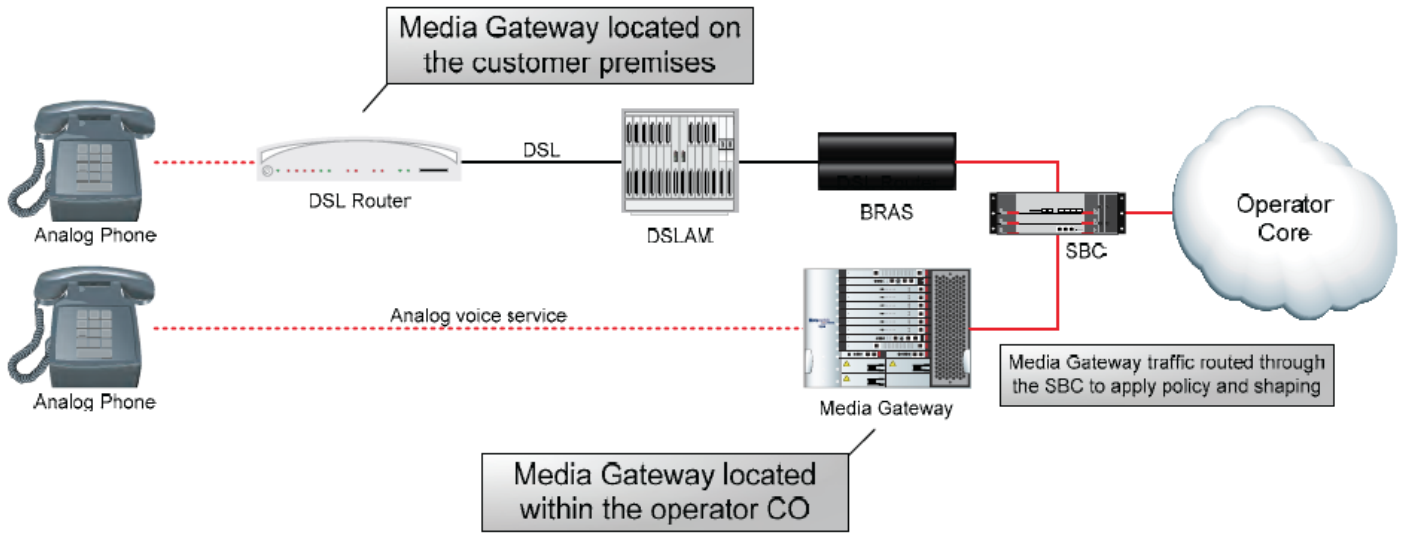 Media Gateway located on
the customer premises
DSL
DSL Router
DSLAM
BRAS
Operator
Core
SBC
Analog Phone
Analog voice service
Media Gateway traffic routed through
the SBC to apply policy and shaping
Analog Phone
Media Gateway
Media Gateway located
within the operator CO